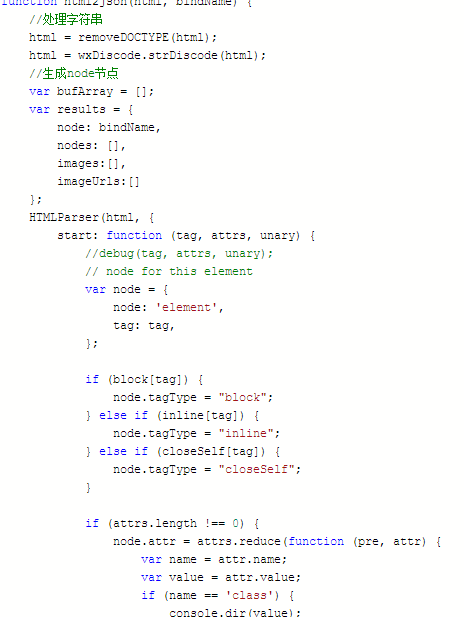 function html2json(html, bindName) {
    //处理字符串
    html = removeDOCTYPE(html);
    html = wxDiscode.strDiscode(html);
    //生成node节点
    var bufArray = [];
    var results = {
        node: bindName,
        nodes: [],
        images:[],
        imageUrls:[]
    };
    HTMLParser(html, {
        start: function (tag, attrs, unary) {
            //debug(tag, attrs, unary);
            // node for this element
            var node = {
                node: 'element',
                tag: tag,
            };

            if (block[tag]) {
                node.tagType = "block";
            } else if (inline[tag]) {
                node.tagType = "inline";
            } else if (closeSelf[tag]) {
                node.tagType = "closeSelf";
            }

            if (attrs.length !== 0) {
                node.attr = attrs.reduce(function (pre, attr) {
                    var name = attr.name;
                    var value = attr.value;
                    if (name == 'class') {
                        console.dir(value);